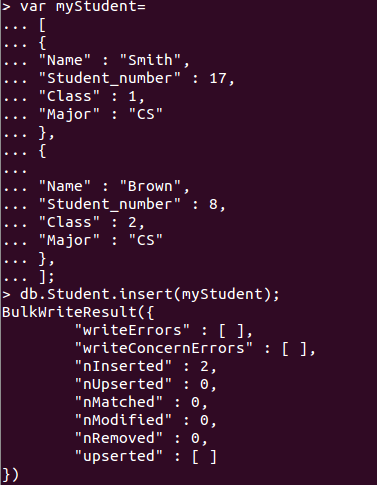 > var myStudent=
... [
... {
... "Name" : "Smith",
... "Student_number" : 17,
... "Class" : 1,
... "Major" : "CS"
... },
... {
...
... "Name" : "Brown",
... "Student_number" : 8,
... "Class" : 2,
... "Major" : "CS"
... },
... ];
> db.Student.insert(myStudent);
BulkWriteResult({
        "writeErrors" : [ ],
        "writeConcernErrors" : [ ],
        "nInserted" : 2,
        "nUpserted" : 0,
        "nMatched" : 0,
        "nModified" : 0,
        "nRemoved" : 0,
        "upserted" : [ ]
})